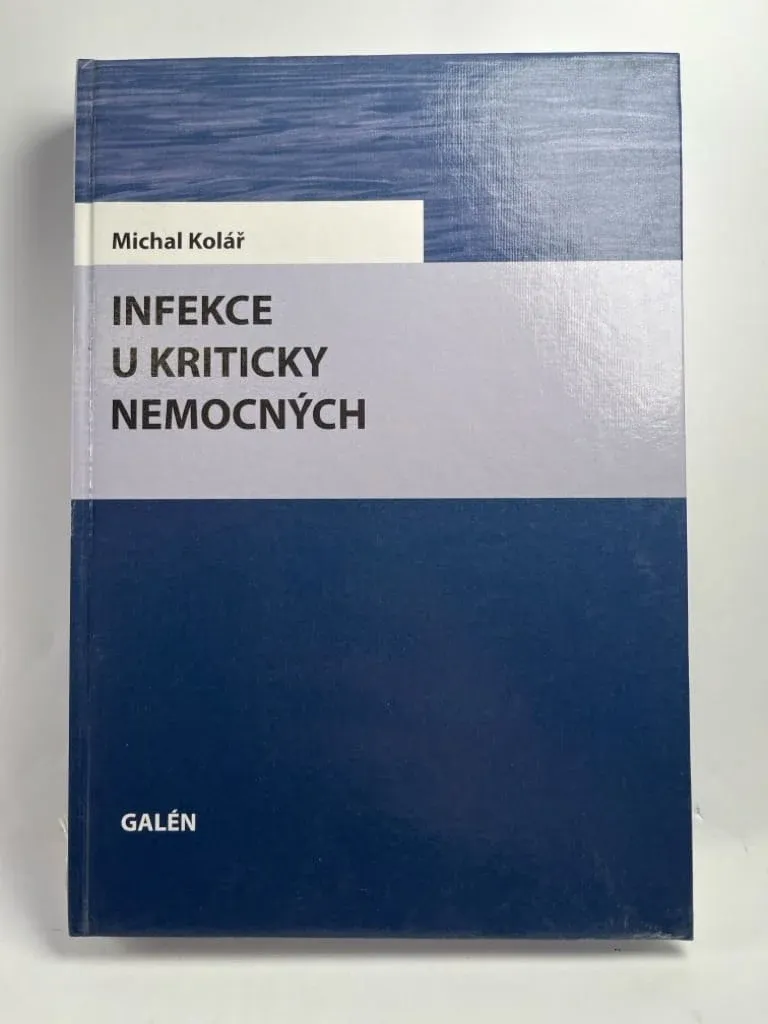 Michal Kolář
INFEKCE
U KRITICKY
NEMOCNÝCH
GALÉN